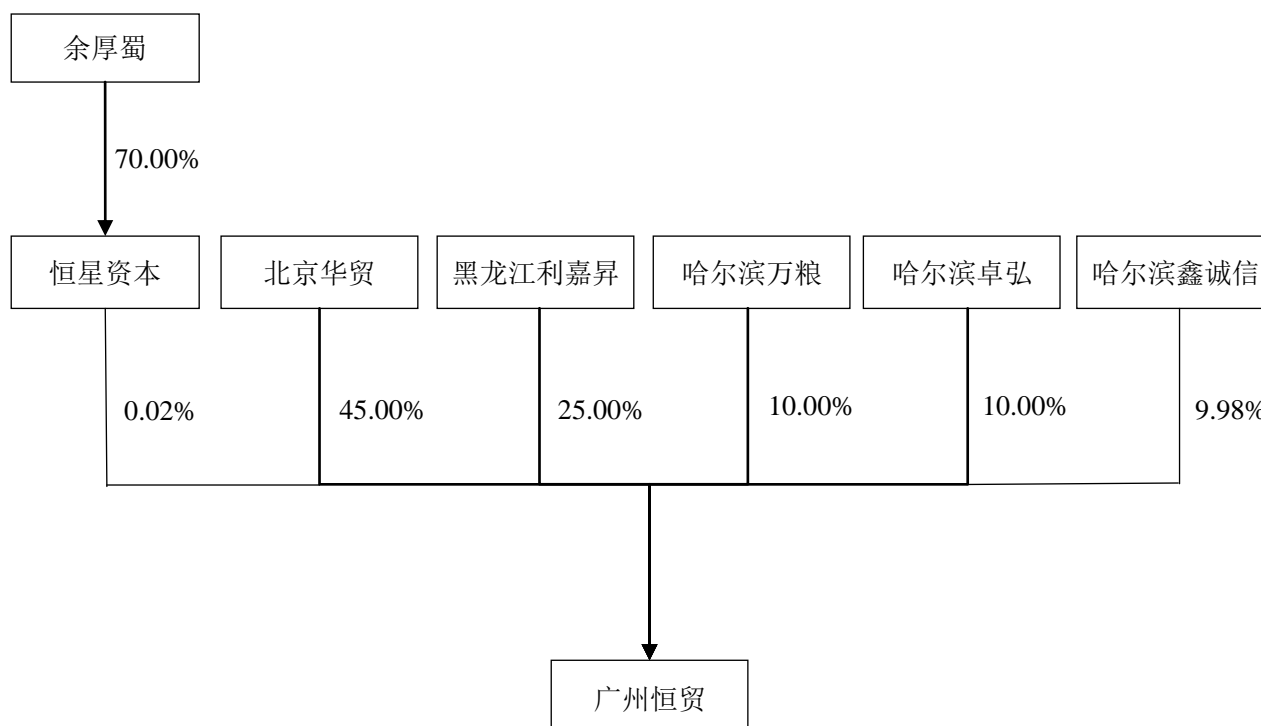 余厚蜀
70.00%
恒星资本
北京华贸
黑龙江利嘉昇
哈尔滨万粮
哈尔滨卓弘
哈尔滨鑫诚信
0.02%
45.00%
25.00%
10.00%
10.00%
9.98%
广州恒贸